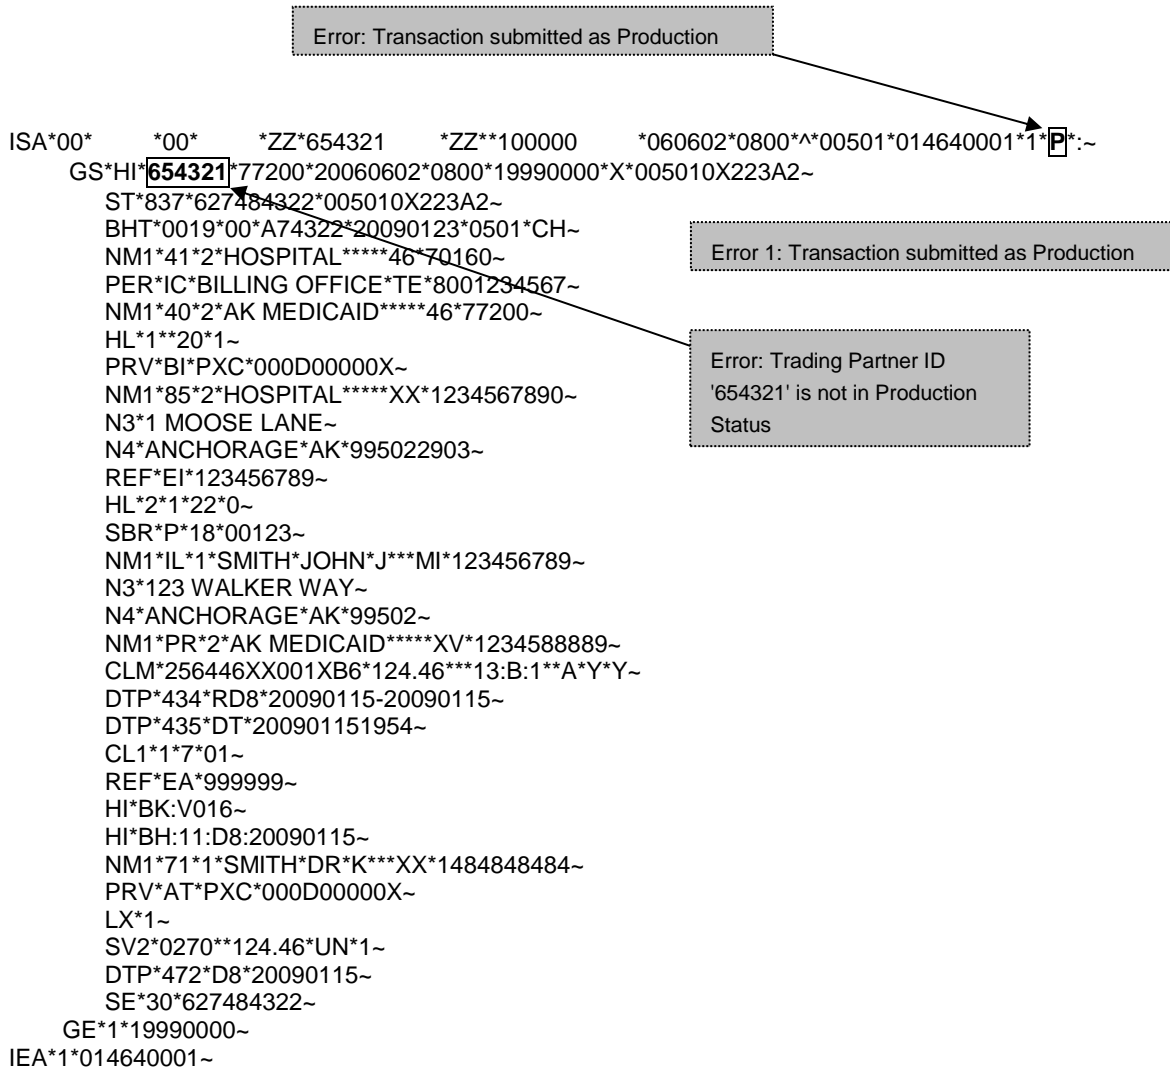 Error: Transaction submitted as Production
ISA*00* *00* *ZZ*654321 *ZZ**100000 *060602*0800*^*00501*014640001*1*P*:~
GS*HI*654321*77200*20060602*0800*19990000*X*005010X223A2~
ST*837*627484322*005010X223A2~
BHT*0019*00*A74322*20090123*0501*CH~
NM1*41*2*HOSPITAL*****46*70160~
Error 1: Transaction submitted as Production
PER*IC*BILLING OFFICE*TE*8001234567~
NM1*40*2*AK MEDICAID*****46*77200~
HL*1**20*1~
PRV*BI*PXC*000D00000X~
Error: Trading Partner ID
'654321' is not in Production
Status
NM1*85*2*HOSPITAL*****XX*1234567890~
N3*1 MOOSE LANE~
N4*ANCHORAGE*AK*995022903~
REF*EI*123456789~
HL*2*1*22*0~
SBR*P*18*00123~
NM1*IL*1*SMITH*JOHN*J***MI*123456789~
N3*123 WALKER WAY~
N4*ANCHORAGE*AK*99502~
NM1*PR*2*AK MEDICAID*****XV*1234588889~
CLM*256446XX001XB6*124.46***13:B:1**A*Y*Y~
DTP*434*RD8*20090115-20090115~
DTP*435*DT*200901151954~
CL1*1*7*01~
REF*EA*999999~
HI*BK:V016~
HI*BH:11:D8:20090115~
NM1*71*1*SMITH*DR*K***XX*1484848484~
PRV*AT*PXC*000D00000X~
LX*1~
SV2*0270**124.46*UN*1~
DTP*472*D8*20090115~
SE*30*627484322~
GE*1*19990000~
IEA*1*014640001~